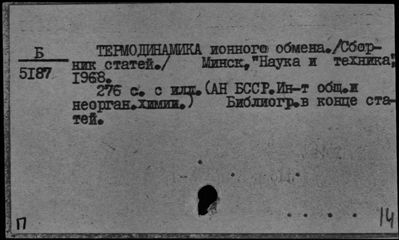 Б
5187
ТЕРМОДИНАМИКА ионного обмена./Сбор-
ник статей./ Минск,"Наука и техника",
1968.
276 с. с илл.(АН БССР.Ин-т общ.и
неорган.химии.) Библиогр.в конце ста-
тей.
П
14